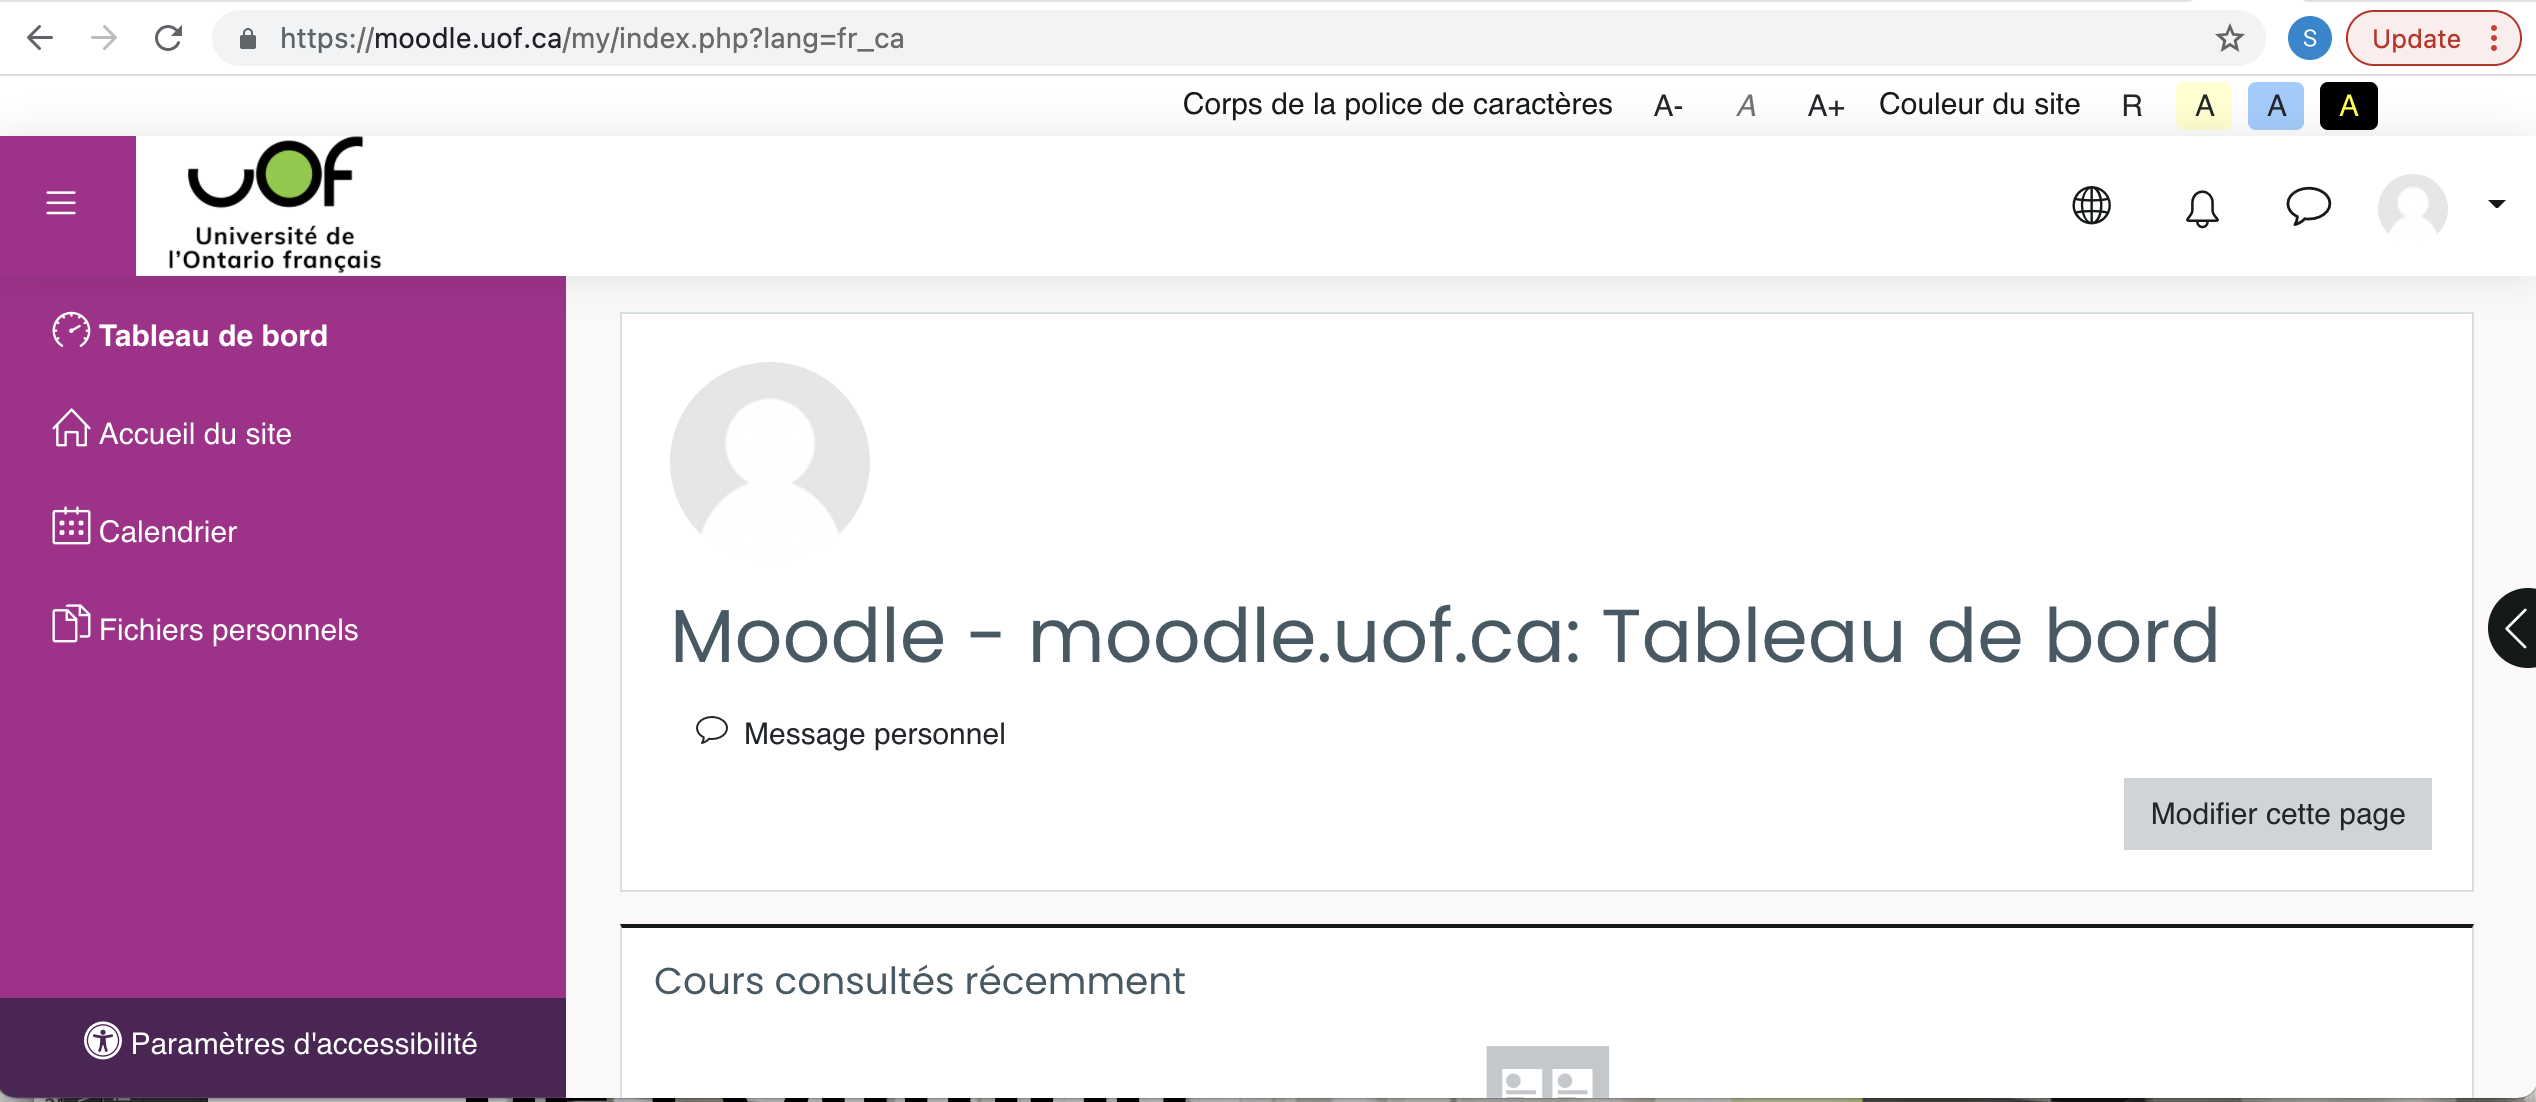 https://moodle.uof.ca/my/index.php?lang=fr_ca
S
Update
Corps de la police de caractères A- A A+ Couleur du site R A A A
uOf
Université de
l'Ontario français
Tableau de bord
Accueil du site
Calendrier
Fichiers personnels
Paramètres d'accessibilité
Moodle - moodle.uof.ca: Tableau de bord
Message personnel
Modifier cette page
Cours consultés récemment